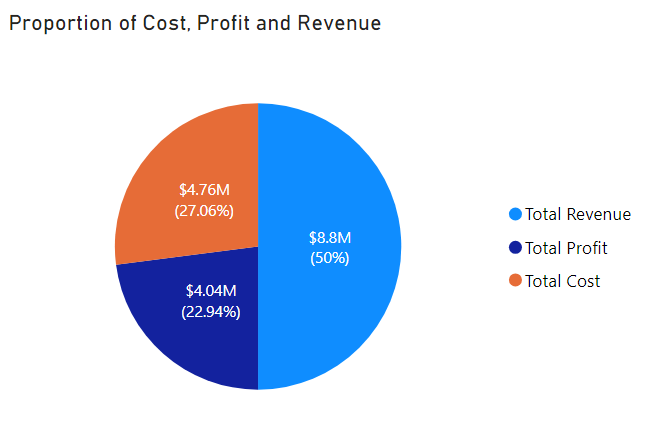 Proportion of Cost, Profit and Revenue
$4.76M
(27.06%)
$8.8M
(50%)
$4.04M
(22.94%)
Total Revenue
Total Profit
Total Cost